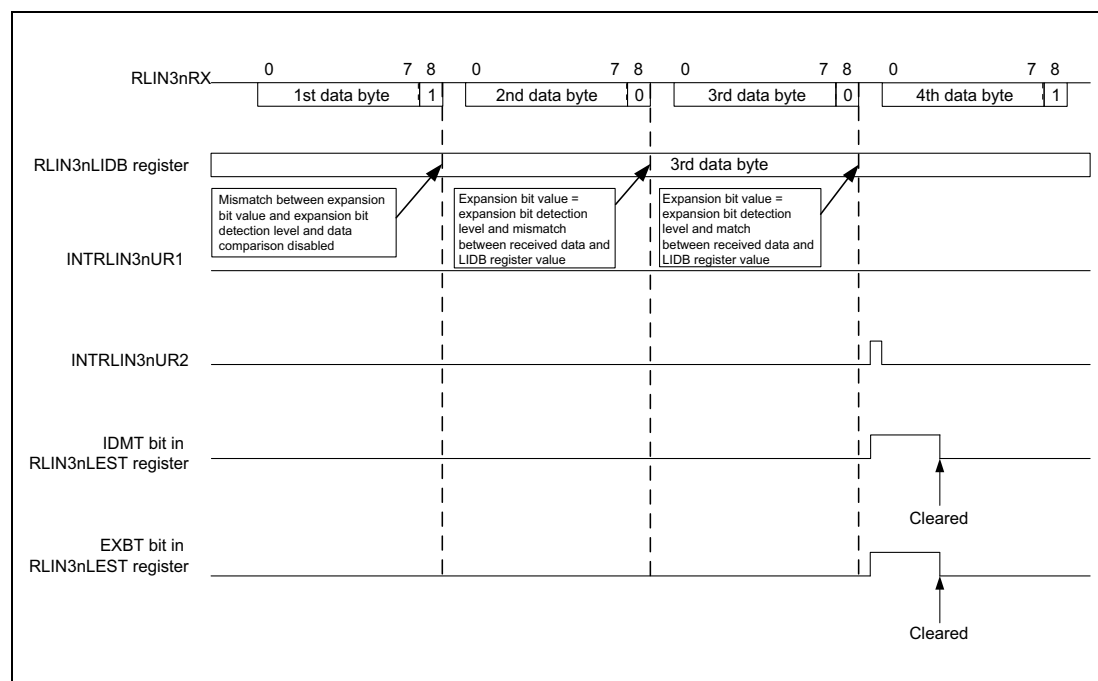 0 7 8 0 7 8 0 7 8 0 7 8
RLIN3nRX
1st data byte 1 2nd data byte 0 3rd data byte 0 4th data byte 1
RLIN3nLIDB register
3rd data byte
Mismatch between expansion
bit value and expansion bit
detection level and data
comparison disabled
Expansion bit value =
expansion bit detection
level and mismatch
between received data and
LIDB register value
Expansion bit value =
expansion bit detection
level and match
between received data and
LIDB register value
INTRLIN3nUR1
INTRLIN3nUR2
IDMT bit in
RLIN3nLEST register
Cleared
EXBT bit in
RLIN3nLEST register
Cleared